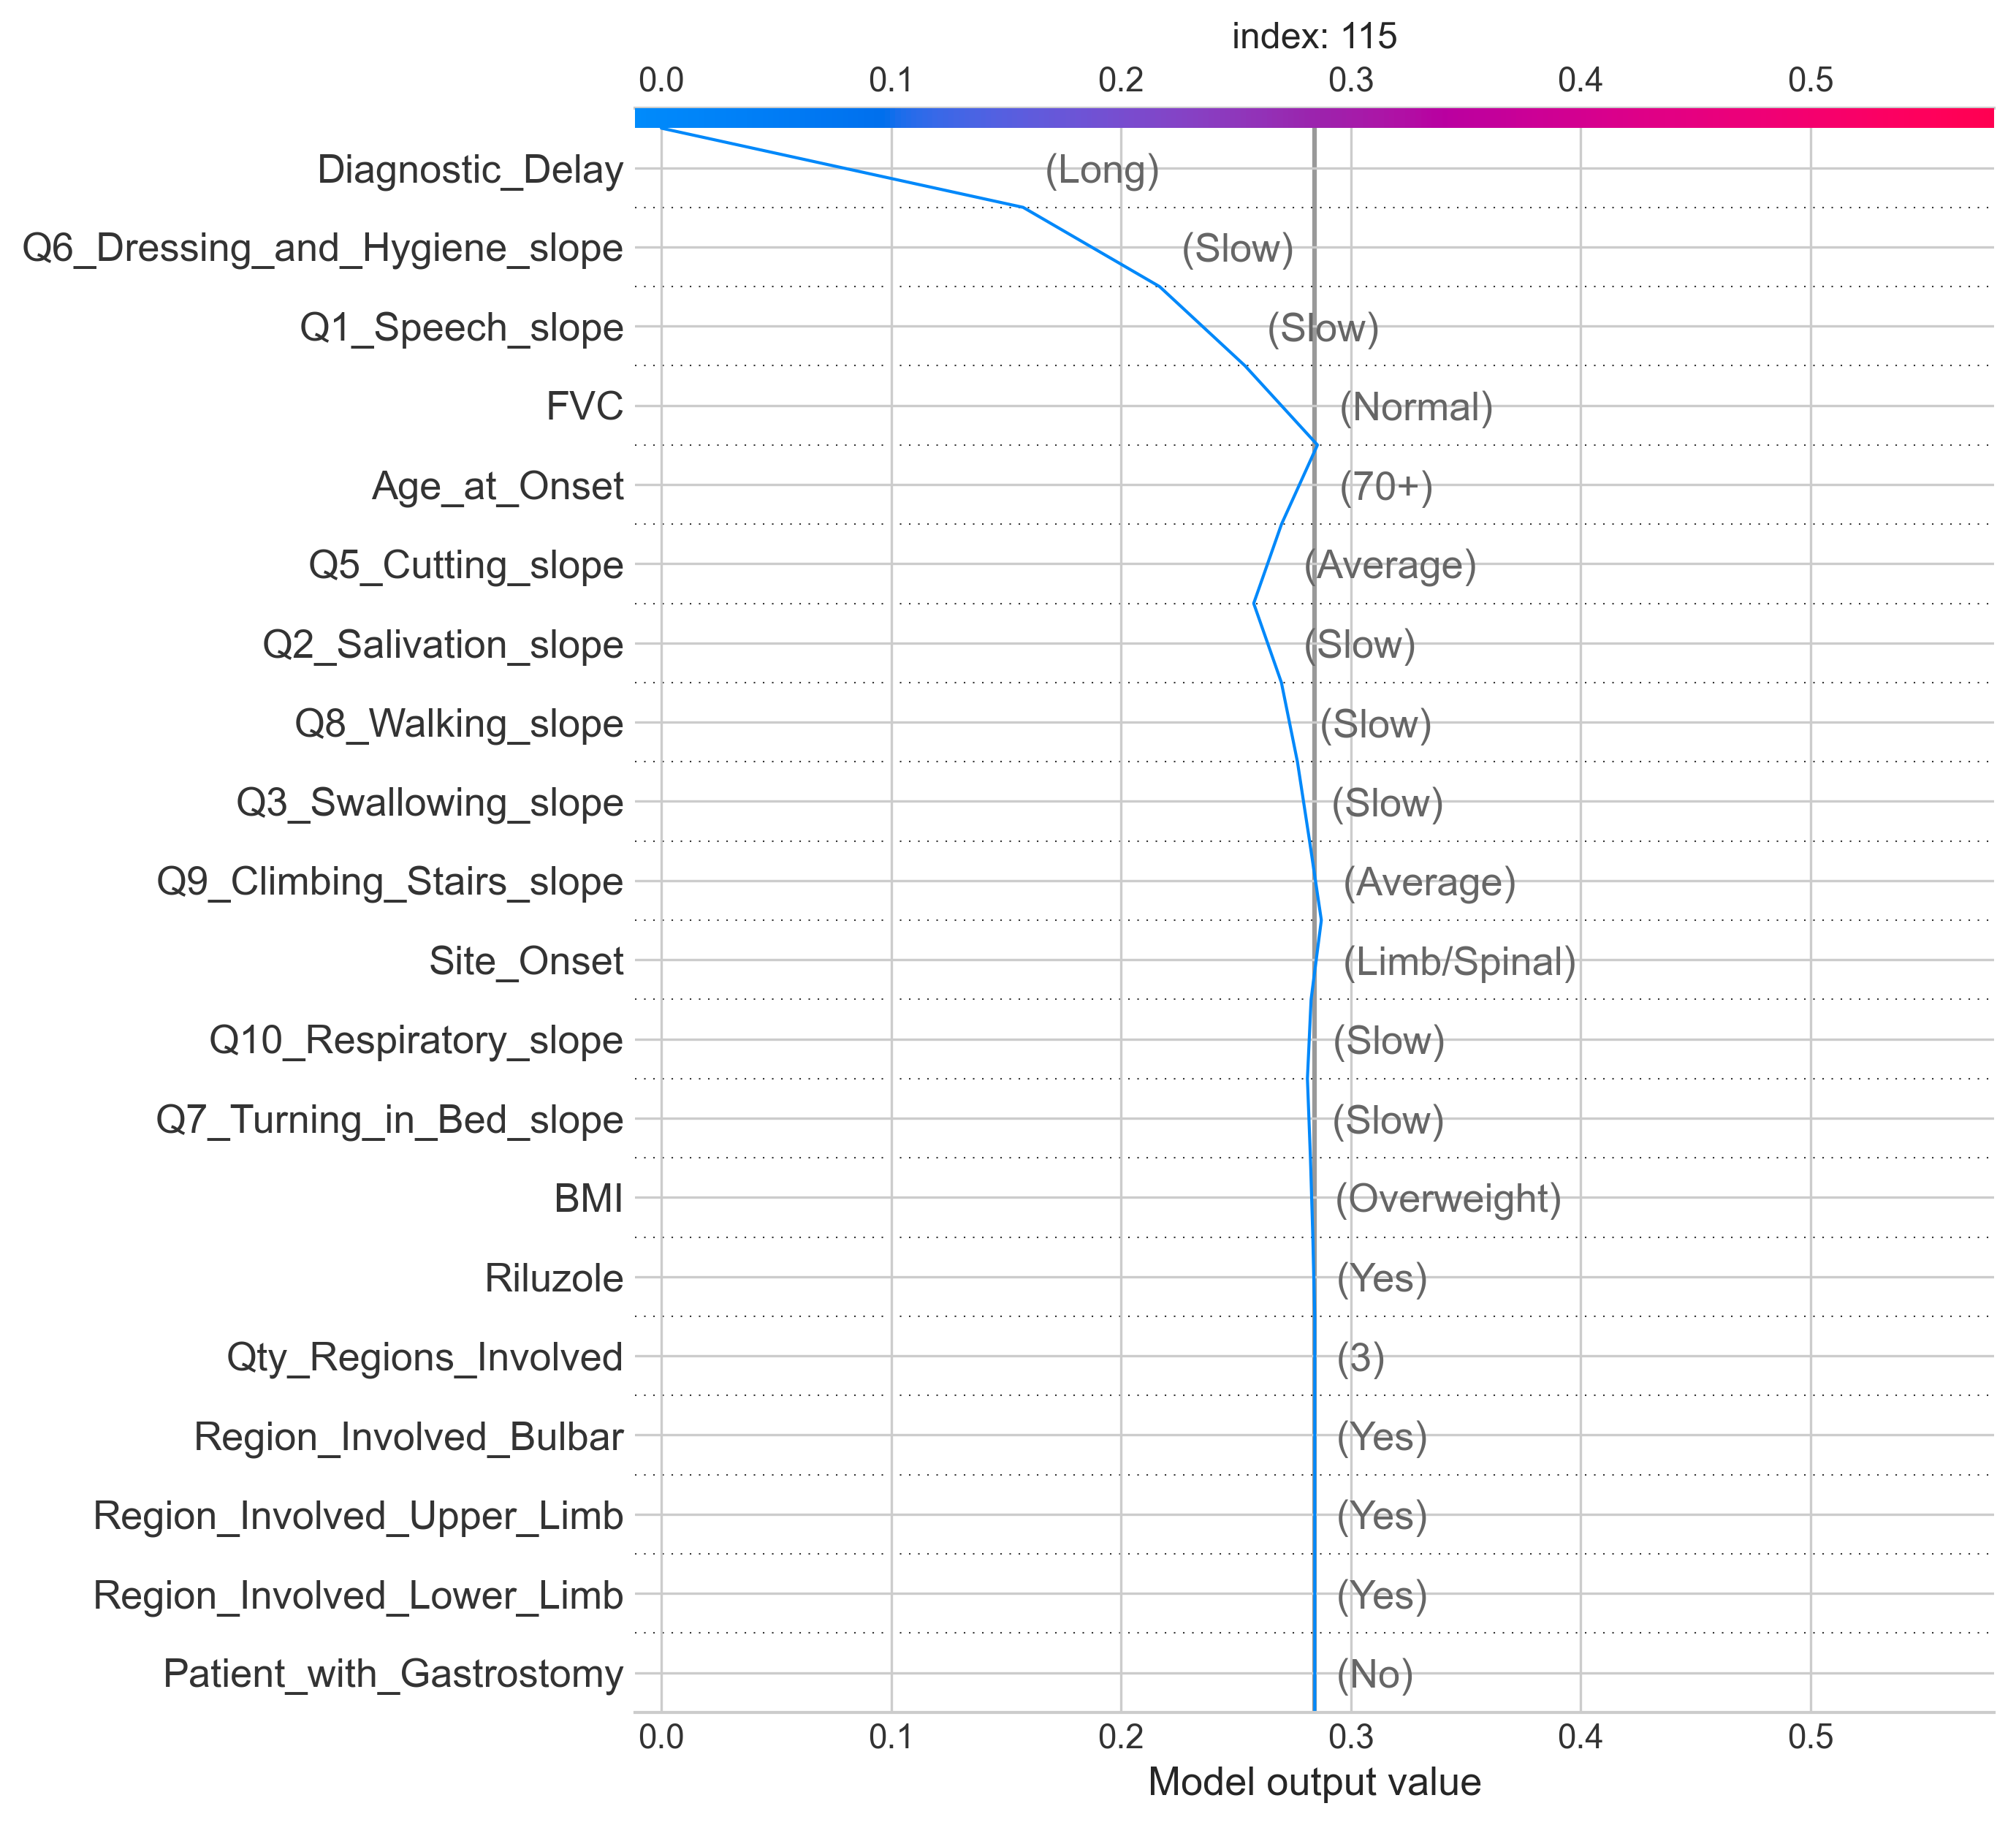 index: 115
0.0 0.1 0.2 0.3 0.4 0.5
Diagnostic_Delay (Long)
Q6_Dressing_and_Hygiene_slope (Slow)
Q1_Speech_slope (Slow)
FVC (Normal)
Age_at_Onset (70+)
Q5_Cutting_slope (Average)
Q2_Salivation_slope (Slow)
Q8_Walking_slope (Slow)
Q3_Swallowing_slope (Slow)
Q9_Climbing_Stairs_slope (Average)
Site_Onset (Limb/Spinal)
Q10_Respiratory_slope (Slow)
Q7_Turning_in_Bed_slope (Slow)
BMI (Overweight)
Riluzole (Yes)
Qty_Regions_Involved (3)
Region_Involved_Bulbar (Yes)
Region_Involved_Upper_Limb (Yes)
Region_Involved_Lower_Limb (Yes)
Patient_with_Gastrostomy (No)
0.0 0.1 0.2 0.3 0.4 0.5
Model output value